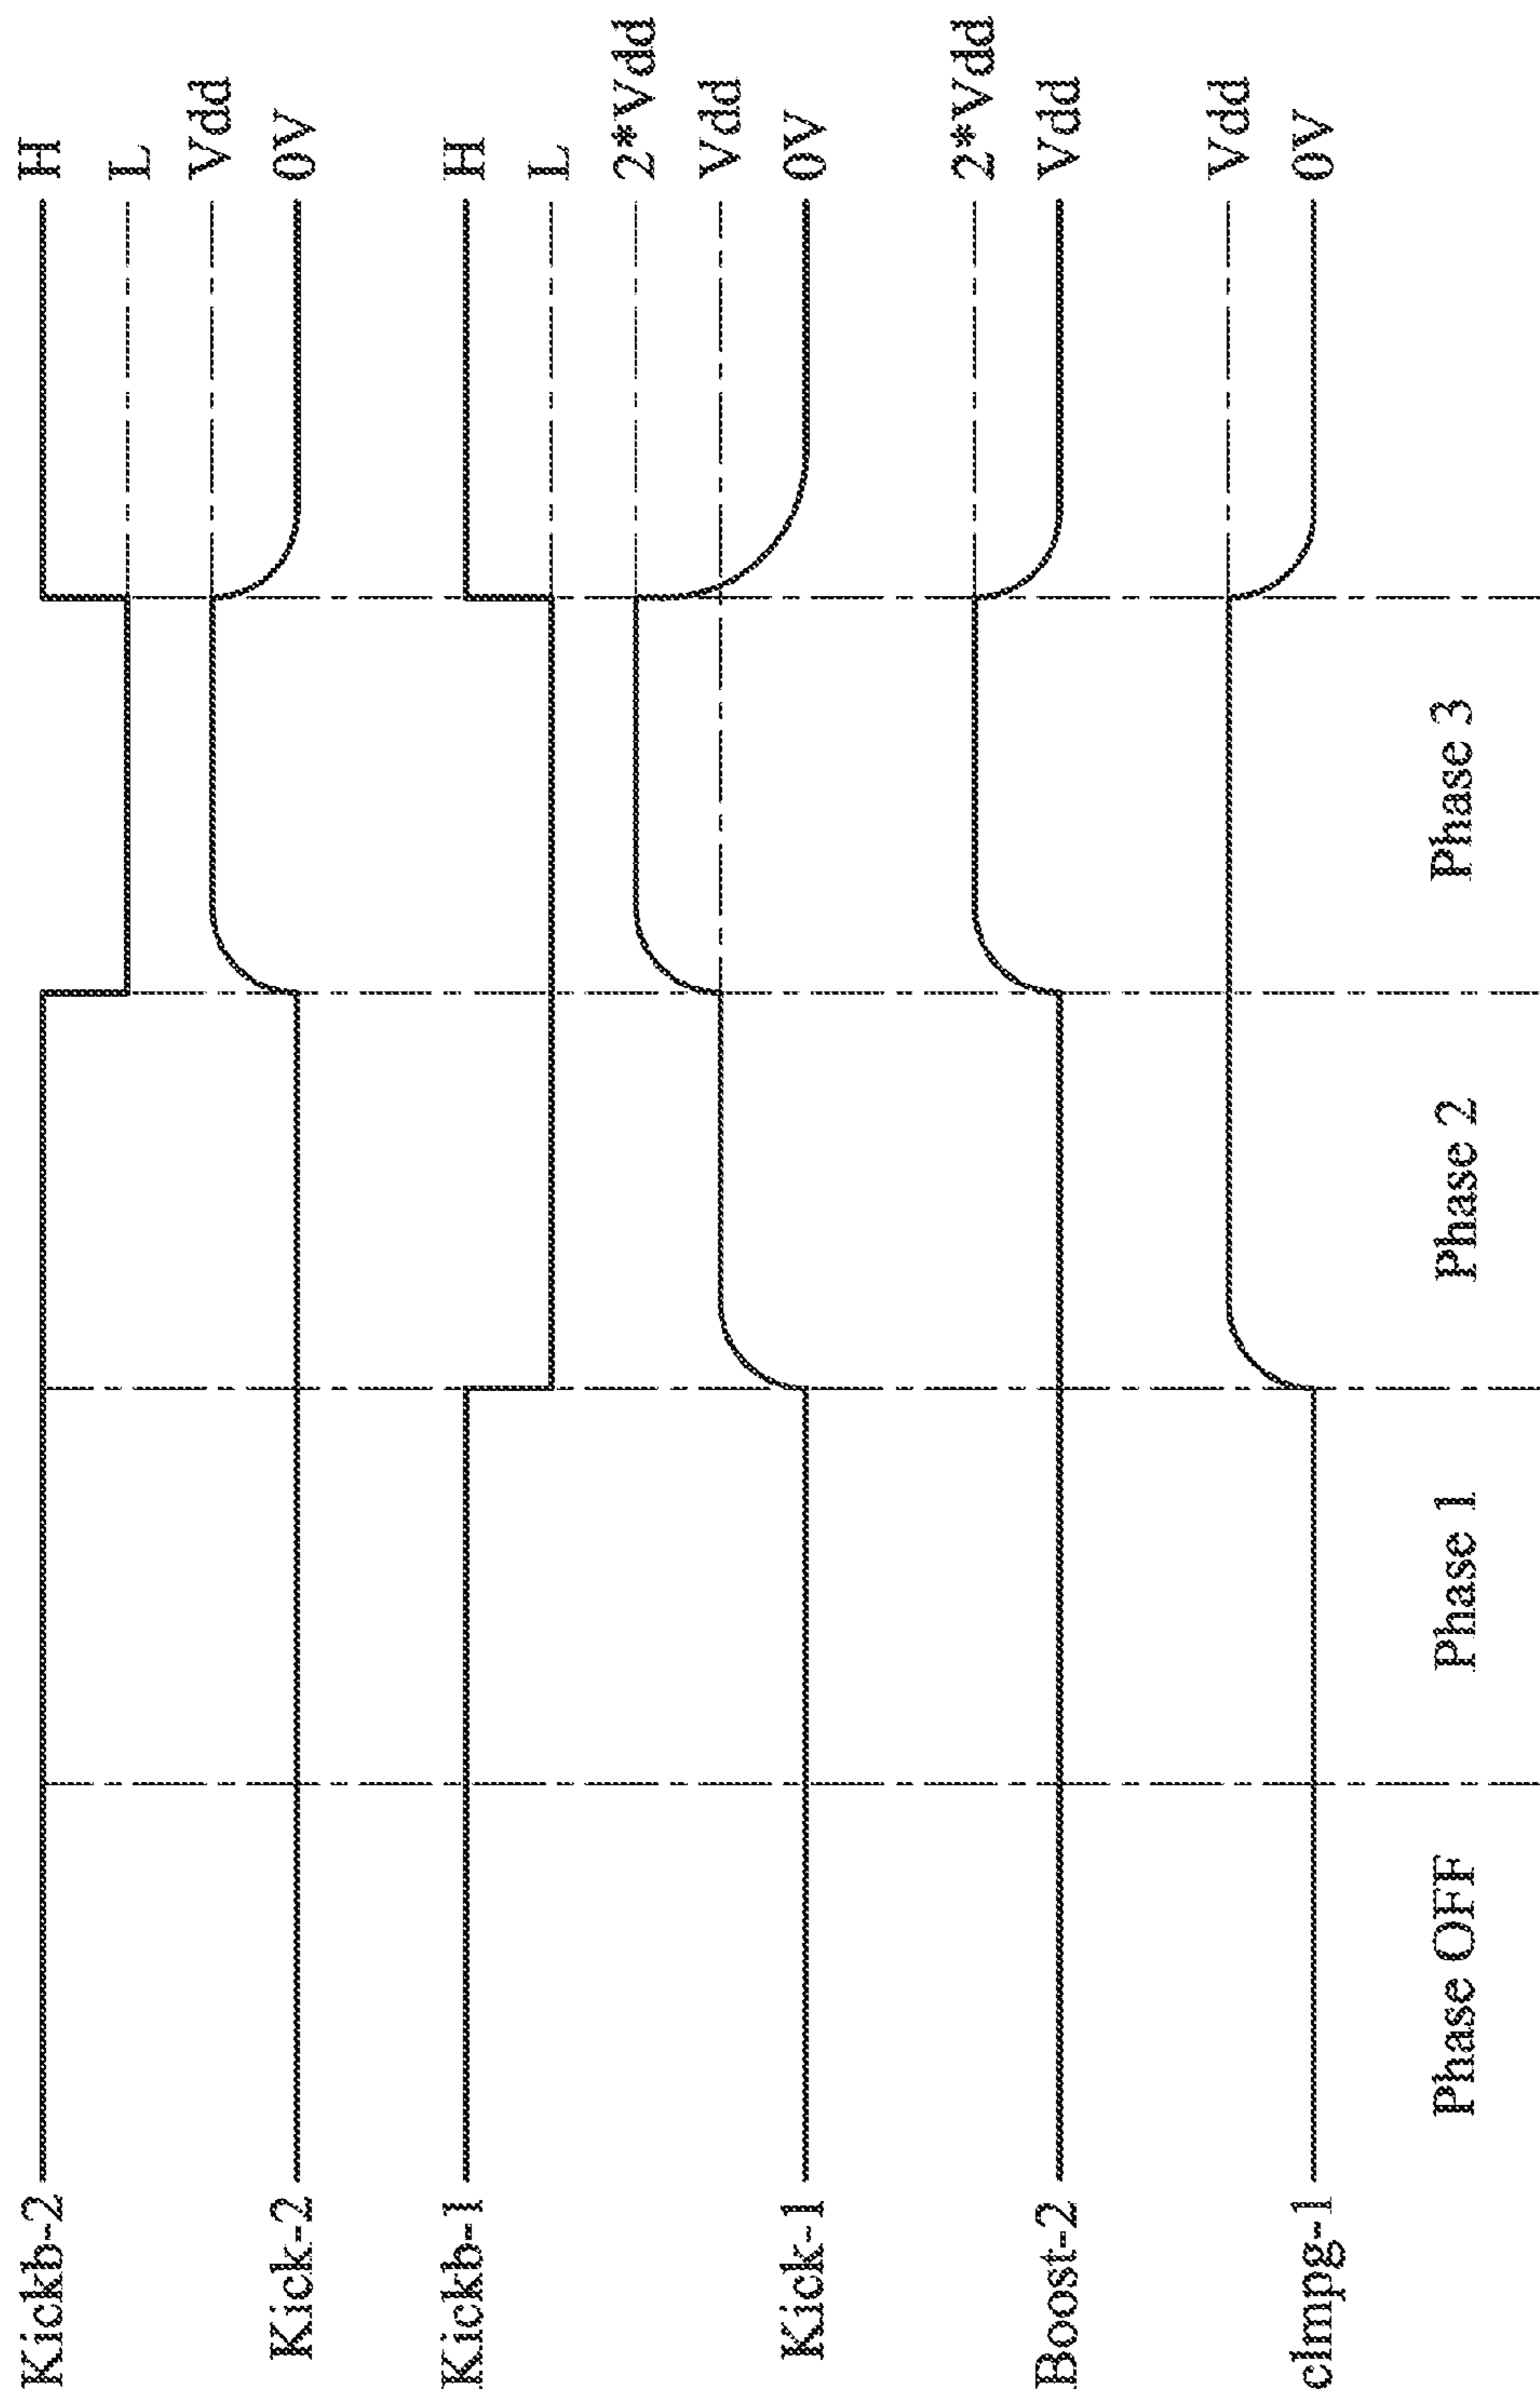 Kickb-2
H
L
Kick-2
Vdd
0V
Kickb-1
H
L
Kick-1
2*Vdd
Vdd
0V
Boost-2
2*Vdd
Vdd
clmpg-1
Vdd
0V
Phase OFF
Phase 1
Phase 2
Phase 3